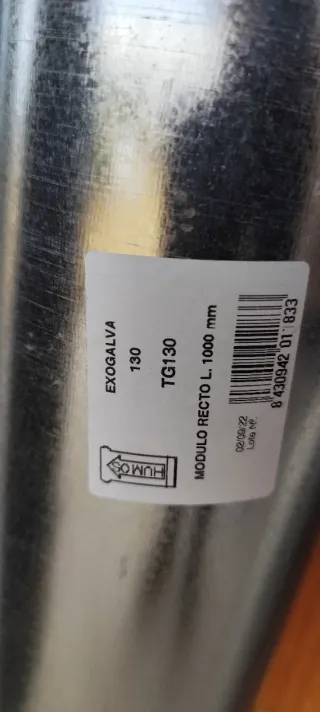 EXOGALVA
130
TG130
HUMOS
MODULO RECTO L. 1000 mm
02/09/22
Lote Nº.
8 430942 011833